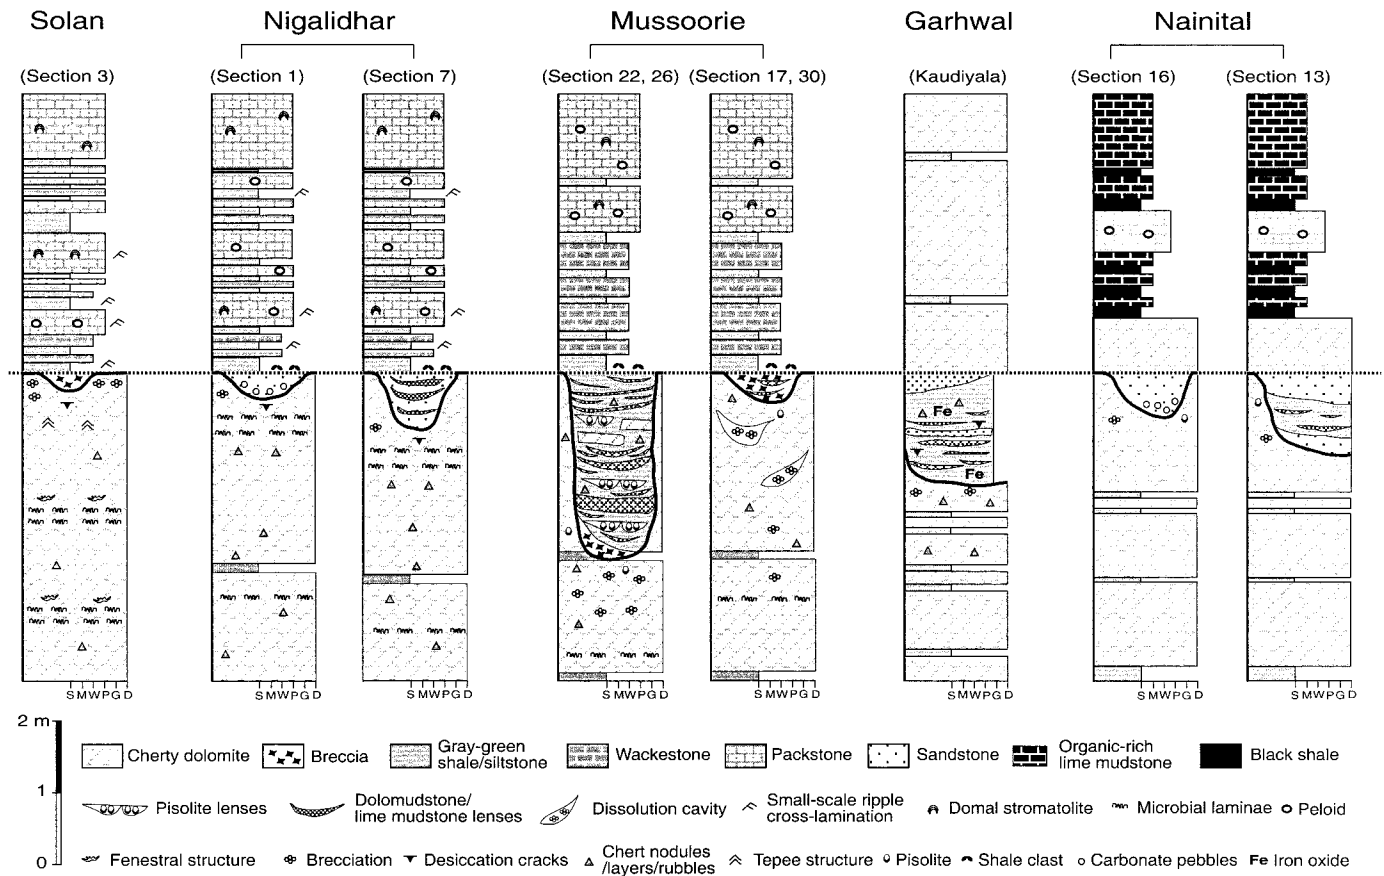 Solan Nigalidhar Mussoorie Garhwal Nainital
(Section 3) (Section 1) (Section 7) (Section 22, 26) (Section 17, 30) (Kaudiyala) (Section 16) (Section 13)
Fe
Fe
SMWPGD SMWPGD SMWPGD SMWPGD SMWPGD SMWPGD SMWPGD SMWPGD
2 m
1
0
Cherty dolomite Breccia Gray-green shale/siltstone Wackestone Packstone Sandstone Organic-rich lime mudstone Black shale
Pisolite lenses Dolomudstone/ lime mudstone lenses Dissolution cavity Small-scale ripple cross-lamination Domal stromatolite Microbial laminae Peloid
Fenestral structure Brecciation Desiccation cracks Chert nodules /layers/rubbles Tepee structure Pisolite Shale clast Carbonate pebbles Fe Iron oxide